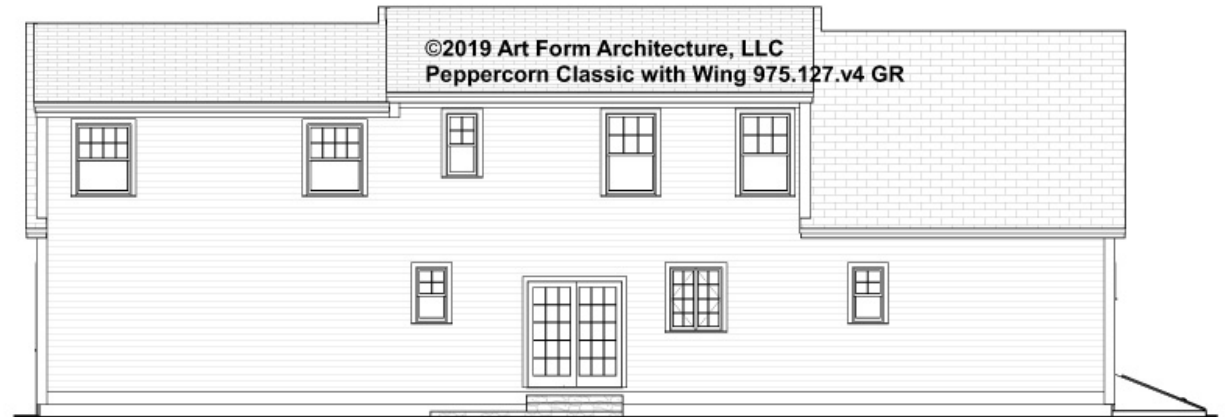 ©2019 Art Form Architecture, LLC
Peppercorn Classic with Wing 975.127.v4 GR